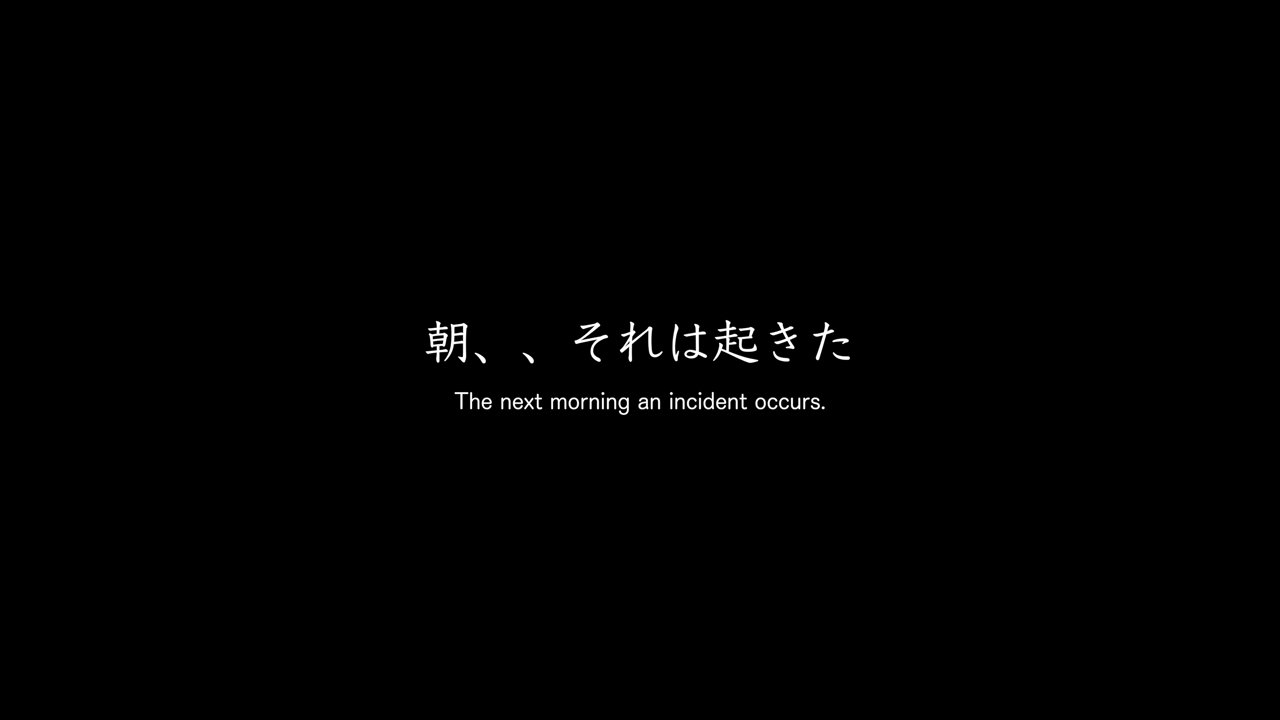 朝、、それは起きた
The next morning an incident occurs.